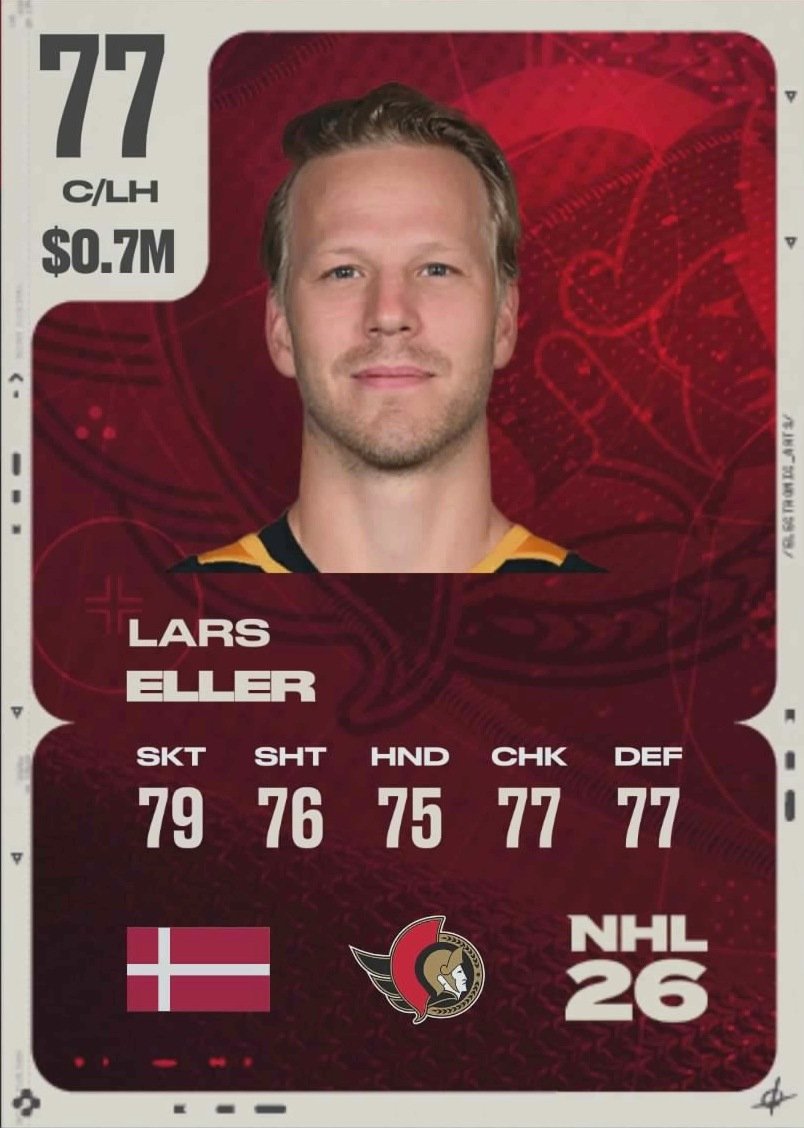 77
C/LH
$0.7M
LARS
ELLER
SKT SHT HND CHK DEF
79 76 75 77 77
NHL
26